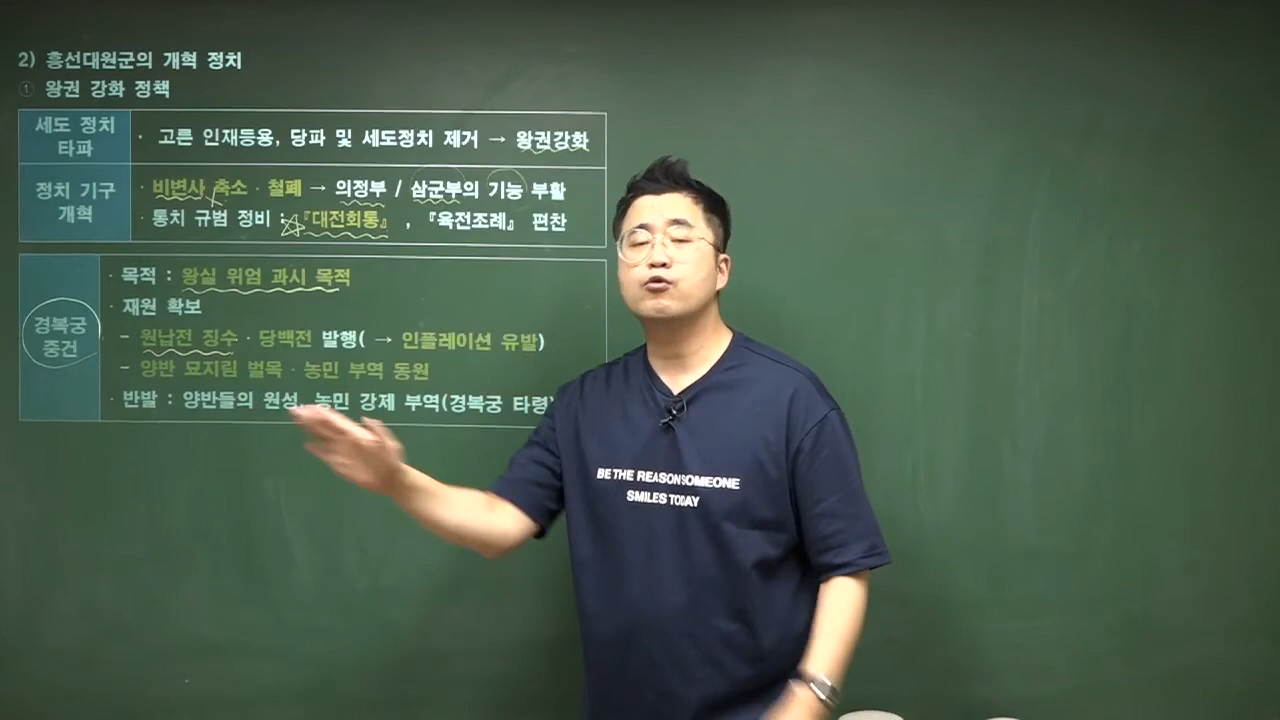 2) 흥선대원군의 개혁 정치
① 왕권 강화 정책
세도 정치
타파
· 고른 인재등용, 당파 및 세도정치 제거 → 왕권강화
정치 기구
개혁
· 비변사 축소 · 철폐 → 의정부 / 삼군부의 기능 부활
· 통치 규범 정비 : 『대전회통』, 『육전조례』 편찬
경복궁
중건
· 목적 : 왕실 위엄 과시 목적
· 재원 확보
- 원납전 징수 · 당백전 발행( → 인플레이션 유발)
- 양반 묘지림 벌목 · 농민 부역 동원
· 반발 : 양반들의 원성, 농민 강제 부역(경복궁 타령)
BE THE REASON SOMEONE
SMILES TODAY